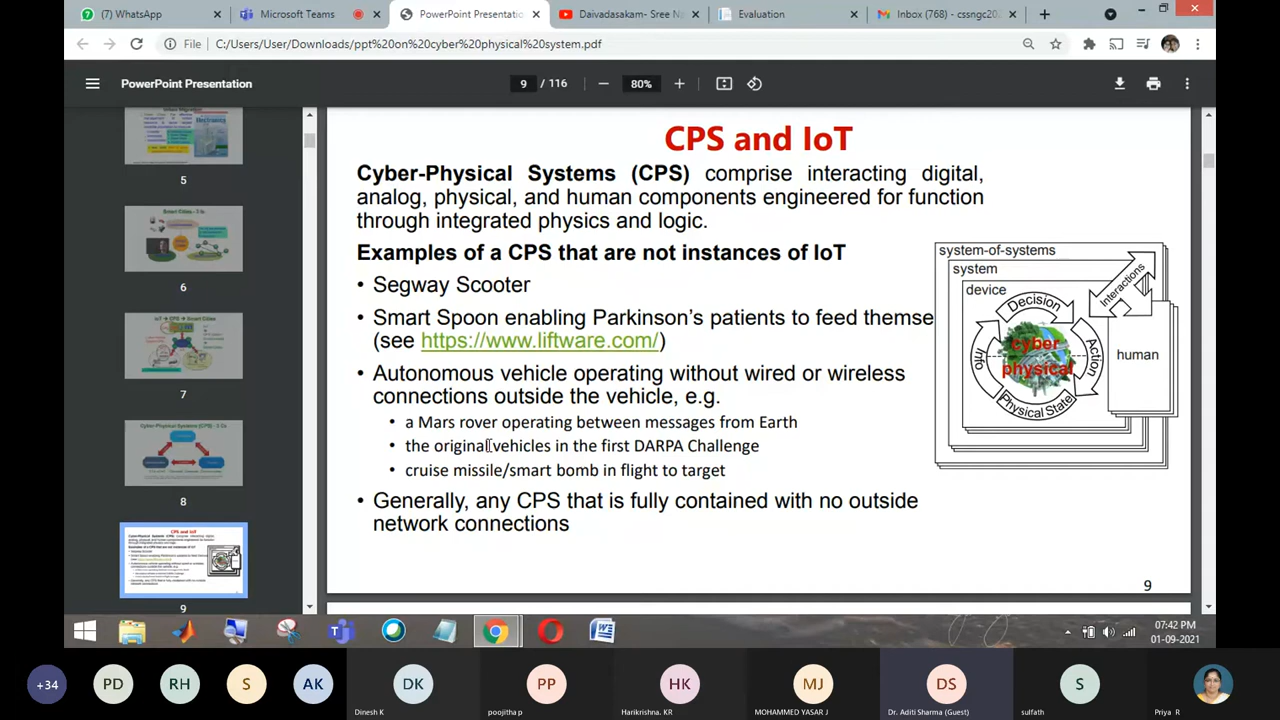 (7) WhatsApp
Microsoft Teams
PowerPoint Presentatio
Daivadasakam- Sree Na
Evaluation
Inbox (768) - cssngc202
File
C:/Users/User/Downloads/ppt%20on%20cyber%20physical%20system.pdf
PowerPoint Presentation
9 / 116
80%
5
6
7
8
9
CPS and IoT
Cyber-Physical Systems (CPS) comprise interacting digital,
analog, physical, and human components engineered for function
through integrated physics and logic.
Examples of a CPS that are not instances of IoT
• Segway Scooter
• Smart Spoon enabling Parkinson's patients to feed themse
(see https://www.liftware.com/)
• Autonomous vehicle operating without wired or wireless
connections outside the vehicle, e.g.
• a Mars rover operating between messages from Earth
• the original vehicles in the first DARPA Challenge
• cruise missile/smart bomb in flight to target
• Generally, any CPS that is fully contained with no outside
network connections
system-of-systems
system
device
Interactions
Decision
Action
Physical State
Info
cyber
physical
human
9
07:42 PM
01-09-2021
+34
PD
RH
S
AK
DK
Dinesh K
PP
poojitha p
HK
Harikrishna. KR
MJ
MOHAMMED YASAR J
DS
Dr. Aditi Sharma (Guest)
S
sulfath
Priya R